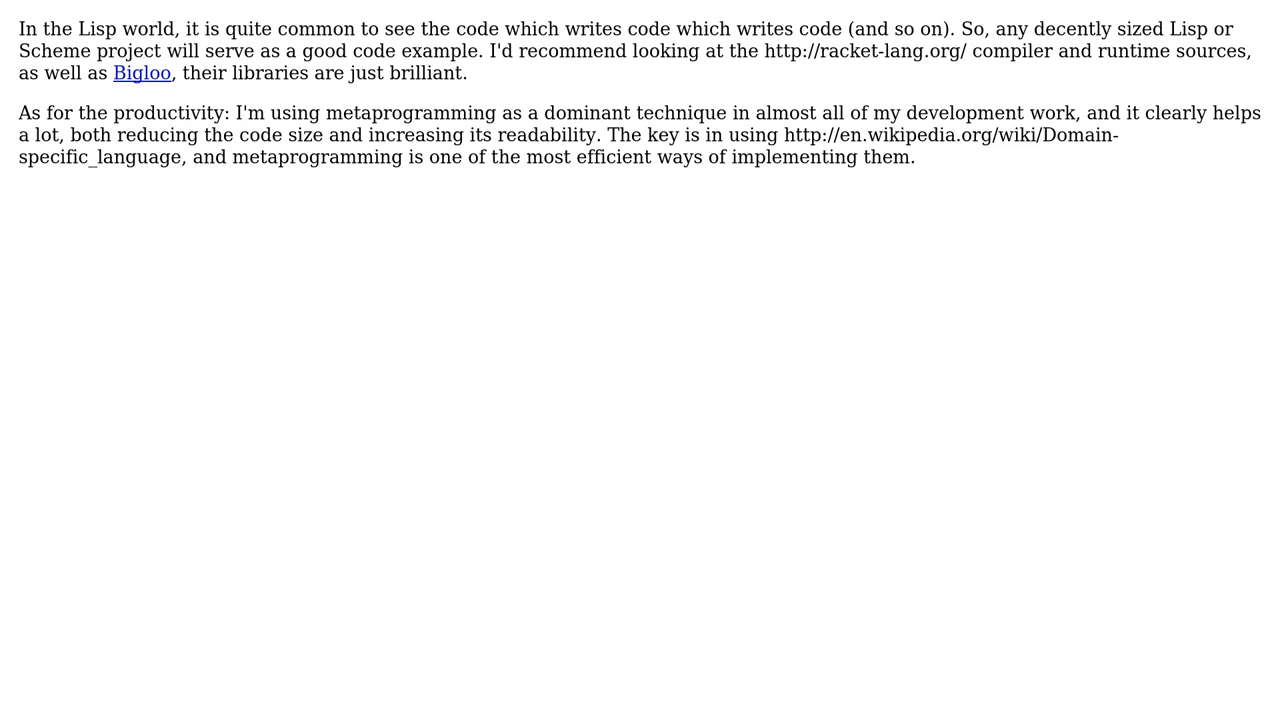 In the Lisp world, it is quite common to see the code which writes code which writes code (and so on). So, any decently sized Lisp or
Scheme project will serve as a good code example. I'd recommend looking at the http://racket-lang.org/ compiler and runtime sources,
as well as Bigloo, their libraries are just brilliant.
As for the productivity: I'm using metaprogramming as a dominant technique in almost all of my development work, and it clearly helps
a lot, both reducing the code size and increasing its readability. The key is in using http://en.wikipedia.org/wiki/Domain-
specific_language, and metaprogramming is one of the most efficient ways of implementing them.